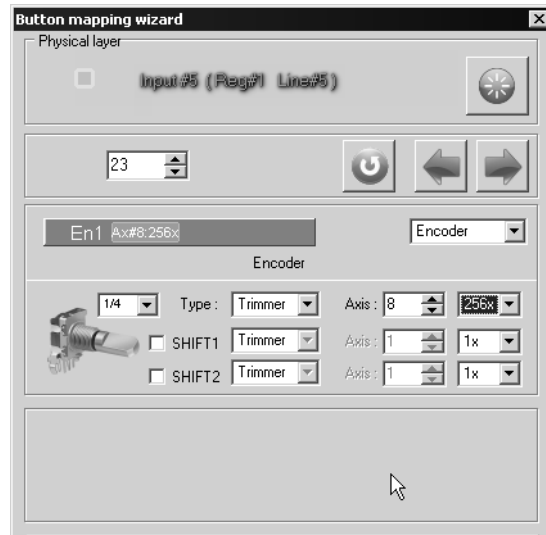 Button mapping wizard
Physical layer
Input #5 ( Reg#1 Line#5 )
23
En1 Ax#8:256x Encoder
Encoder
1/4 Type : Trimmer Axis : 8 256x
SHIFT1 Trimmer Axis : 1 1x
SHIFT2 Trimmer Axis : 1 1x